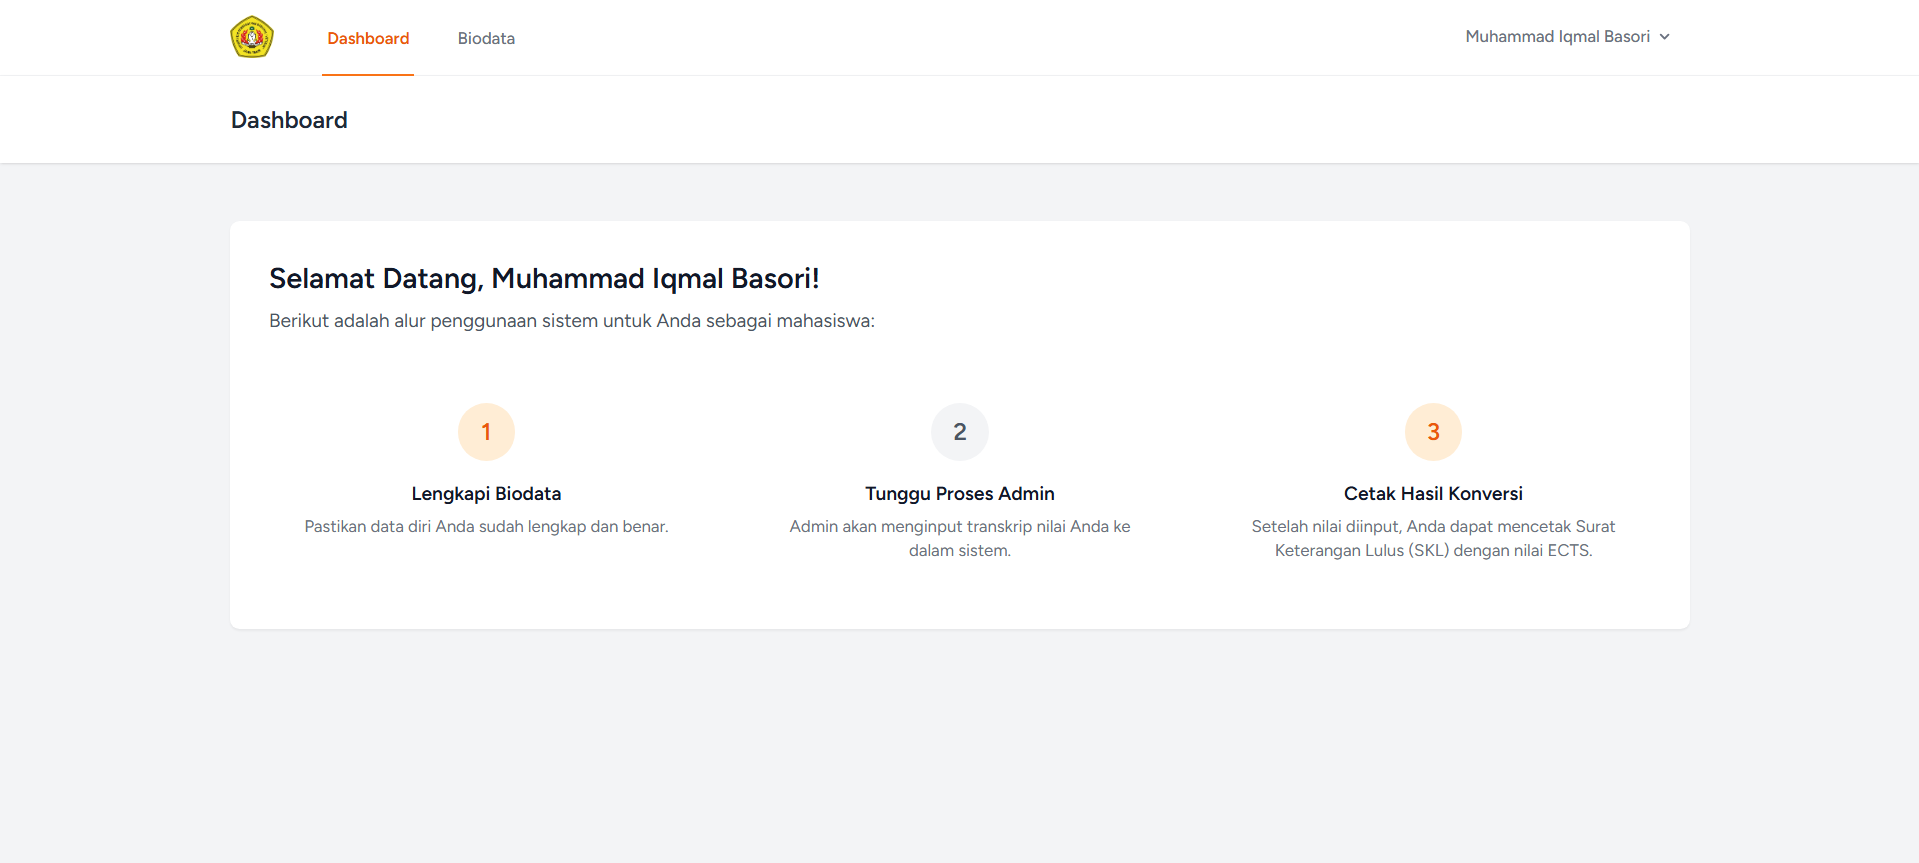 Dashboard
Biodata
Muhammad Iqmal Basori
Dashboard
Selamat Datang, Muhammad Iqmal Basori!
Berikut adalah alur penggunaan sistem untuk Anda sebagai mahasiswa:
1
Lengkapi Biodata
Pastikan data diri Anda sudah lengkap dan benar.
2
Tunggu Proses Admin
Admin akan menginput transkrip nilai Anda ke
dalam sistem.
3
Cetak Hasil Konversi
Setelah nilai diinput, Anda dapat mencetak Surat
Keterangan Lulus (SKL) dengan nilai ECTS.